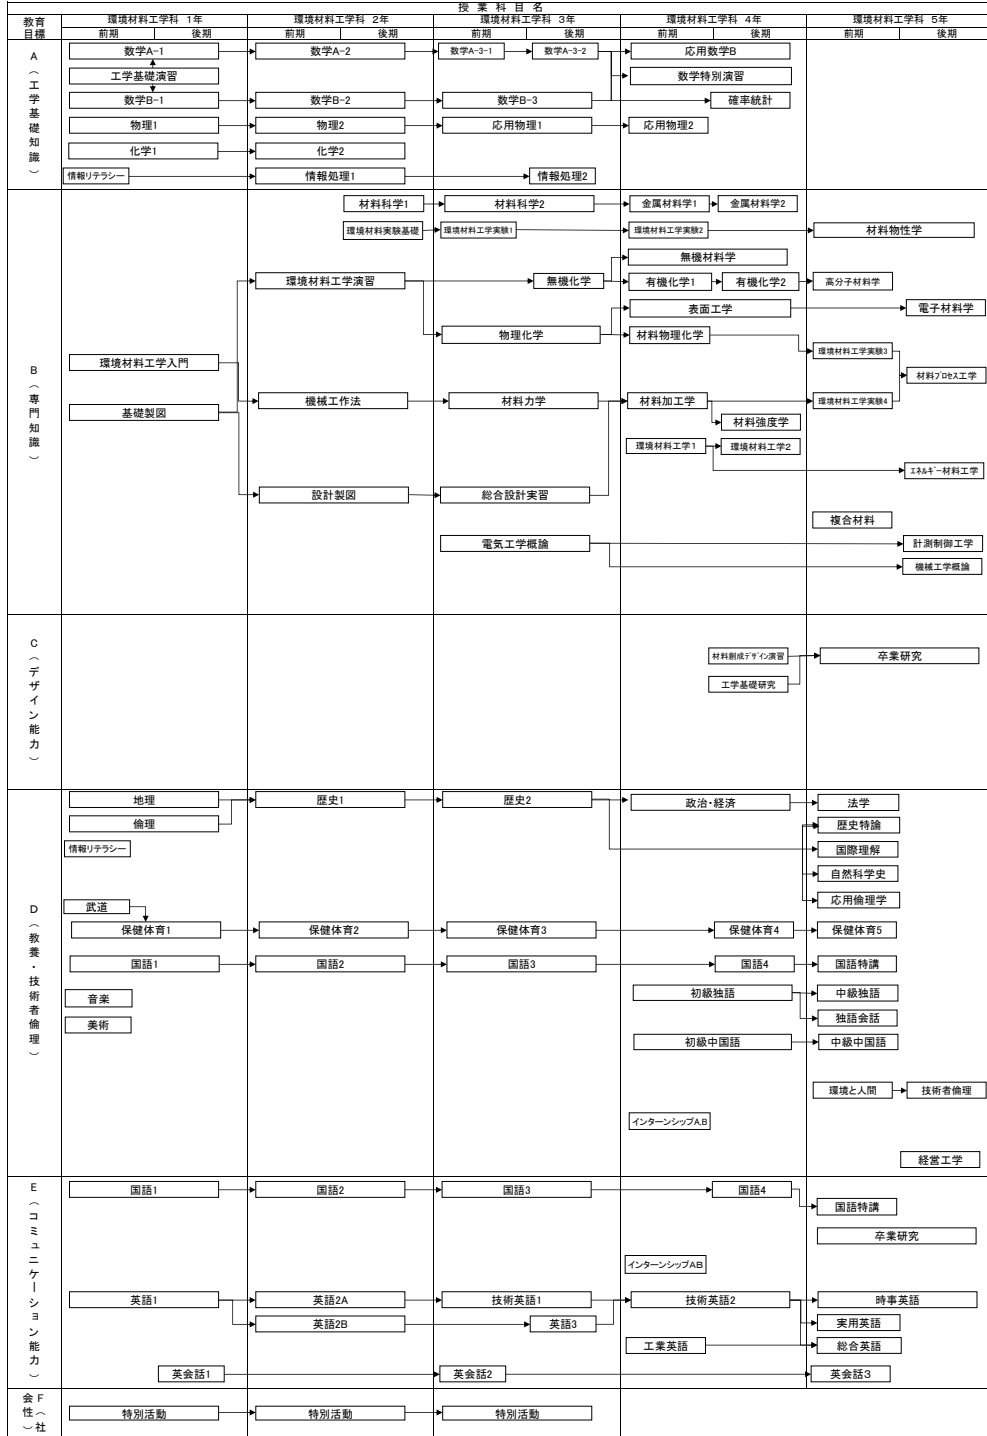 授業科目名
教育目標 環境材料工学科 1年 環境材料工学科 2年 環境材料工学科 3年 環境材料工学科 4年 環境材料工学科 5年
前期 後期 前期 後期 前期 後期 前期 後期 前期 後期
A(工学基礎知識)
数学A-1 数学A-2 数学A-3-1 数学A-3-2 応用数学B
工学基礎演習 数学特別演習
数学B-1 数学B-2 数学B-3 確率統計
物理1 物理2 応用物理1 応用物理2
化学1 化学2
情報リテラシー 情報処理1 情報処理2
B(専門知識)
材料科学1 材料科学2 金属材料学1 金属材料学2
環境材料実験基礎 環境材料工学実験1 環境材料工学実験2 材料物性学
無機材料学
環境材料工学演習 無機化学 有機化学1 有機化学2 高分子材料学
表面工学 電子材料学
物理化学 材料物理化学
環境材料工学実験3
環境材料工学入門
材料プロセス工学
機械工作法 材料力学 材料加工学 環境材料工学実験4
基礎製図
材料強度学
環境材料工学1 環境材料工学2
エネルギー材料工学
設計製図 総合設計実習
複合材料
電気工学概論 計測制御工学
機械工学概論
C(デザイン能力)
材料創成デザイン演習 卒業研究
工学基礎研究
D(教養・技術者倫理)
地理 歴史1 歴史2 政治・経済 法学
倫理 歴史特論
情報リテラシー 国際理解
自然科学史
武道 応用倫理学
保健体育1 保健体育2 保健体育3 保健体育4 保健体育5
国語1 国語2 国語3 国語4 国語特講
音楽 初級独語 中級独語
美術 独語会話
初級中国語 中級中国語
環境と人間 技術者倫理
インターンシップA,B
経営工学
E(コミュニケーション能力)
国語1 国語2 国語3 国語4
国語特講
卒業研究
インターンシップAB
英語1 英語2A 技術英語1 技術英語2 時事英語
英語2B 英語3 実用英語
工業英語 総合英語
英会話1 英会話2 英会話3
F(社会性)
特別活動 特別活動 特別活動